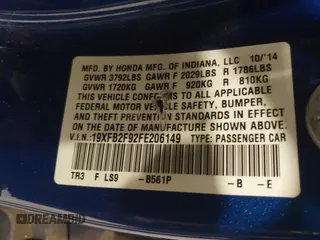 MFD. BY HONDA MFG. OF INDIANA, LLC 10/'14
GVWR 3792LBS GAWR F 2029LBS R 1786LBS
GVWR 1720KG GAWR F 920KG R 810KG
THIS VEHICLE CONFORMS TO ALL APPLICABLE
FEDERAL MOTOR VEHICLE SAFETY, BUMPER,
AND THEFT PREVENTION STANDARDS IN EFFECT
ON THE DATE OF MANUFACTURE SHOWN ABOVE.
V.I.N.: 19XFB2F92FE206149 TYPE: PASSENGER CAR
TR3 F LS9 -B561P -B -E
DREAMBID